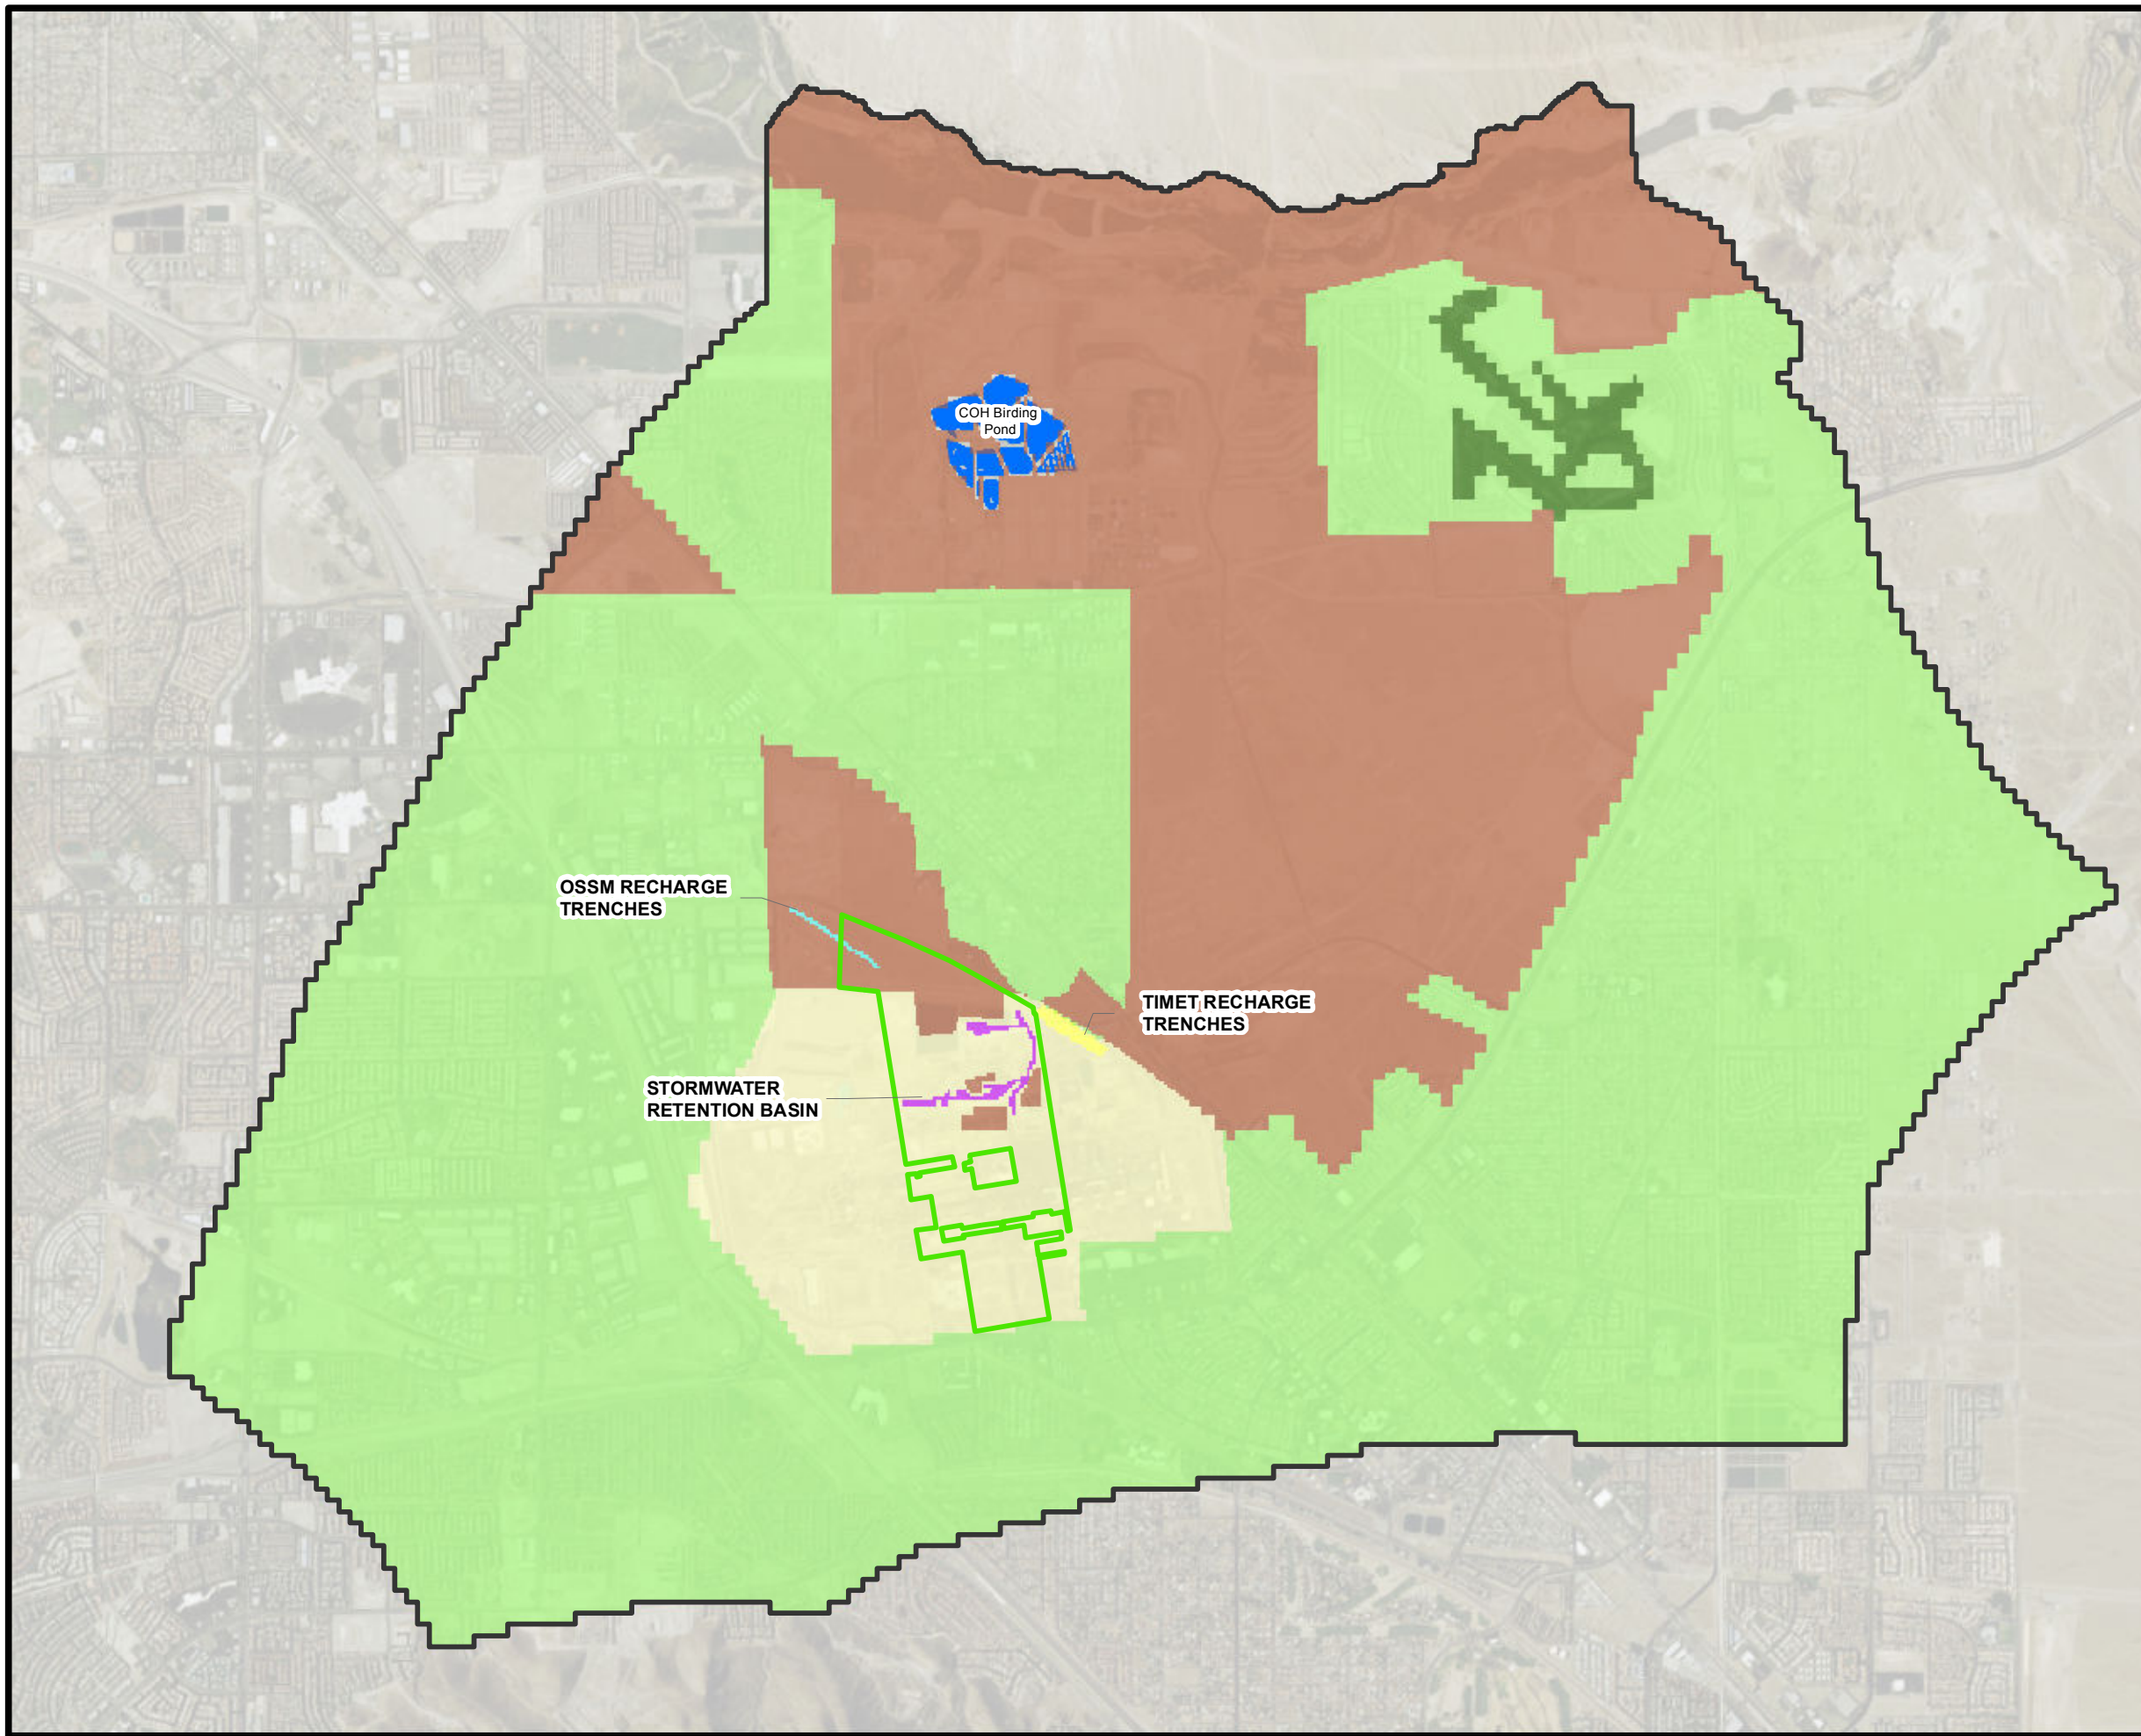 COH Birding
Pond
OSSM RECHARGE
TRENCHES
TIMET RECHARGE
TRENCHES
STORMWATER
RETENTION BASIN